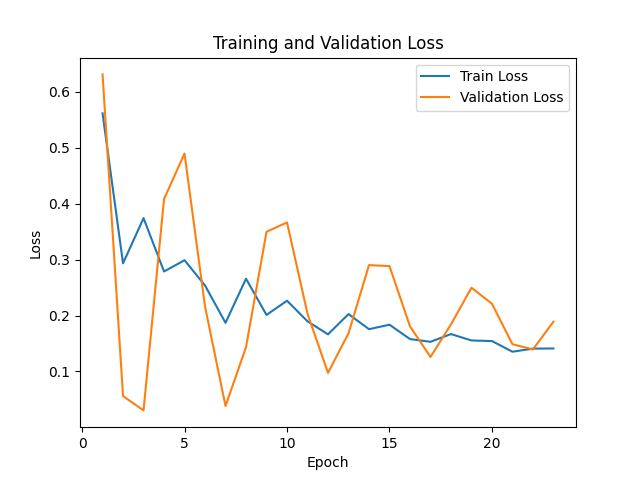 Training and Validation Loss
Train Loss
Validation Loss
0.6
0.5
0.4
0.3
0.2
0.1
Loss
0 5 10 15 20
Epoch